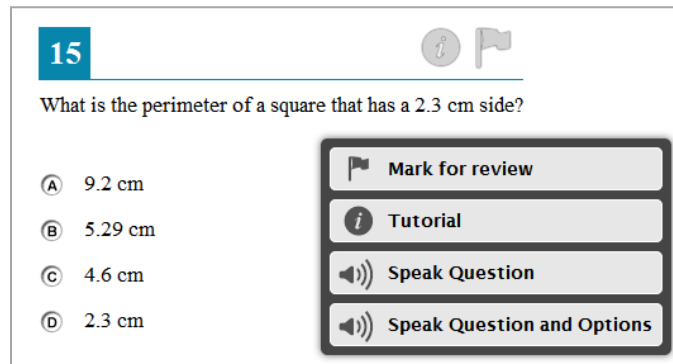 15
What is the perimeter of a square that has a 2.3 cm side?
A 9.2 cm
B 5.29 cm
C 4.6 cm
D 2.3 cm
Mark for review
i Tutorial
Speak Question
Speak Question and Options